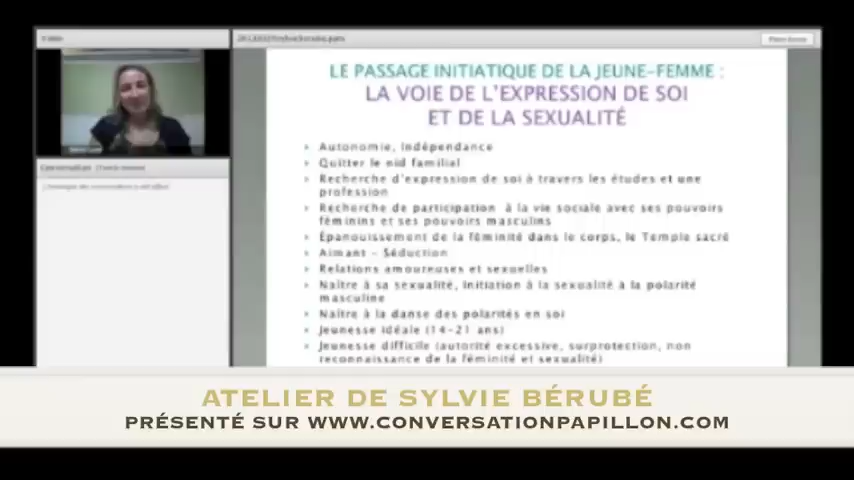 Video
LE PASSAGE INITIATIQUE DE LA JEUNE-FEMME :
LA VOIE DE L'EXPRESSION DE SOI
ET DE LA SEXUALITÉ
Conversation
Autonomie, Indépendance
Quitter le nid familial
Recherche d'expression de soi à travers les études et une
profession
Recherche de participation à la vie sociale avec ses pouvoirs
féminins et ses pouvoirs masculins
Épanouissement de la féminité dans le corps, le Temple sacré
Aimant - Séduction
Relations amoureuses et sexuelles
Naître à sa sexualité, Initiation à la sexualité à la polarité
masculine
Naître à la danse des polarités en soi
Jeunesse idéale (14-21 ans)
Jeunesse difficile (autorité excessive, surprotection, non
reconnaissance de la féminité et sexualité)
ATELIER DE SYLVIE BÉRUBÉ
PRÉSENTÉ SUR WWW.CONVERSATIONPAPILLON.COM